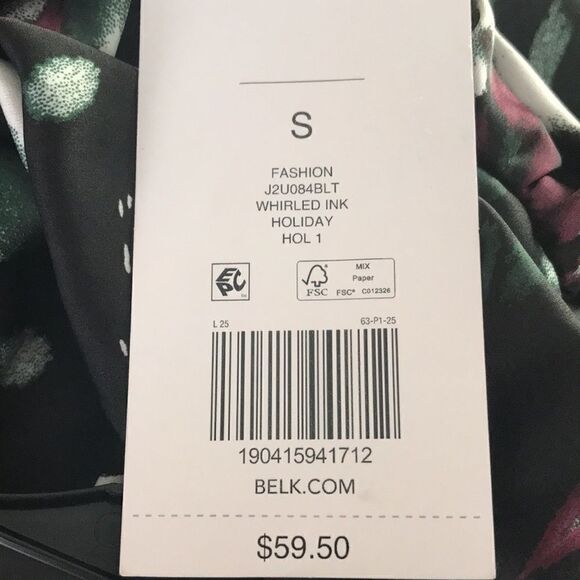 S
FASHION
J2U084BLT
WHIRLED INK
HOLIDAY
HOL 1
EPC
FSC
MIX
Paper
FSC® C012326
L 25 63-P1-25
190415941712
BELK.COM
$59.50